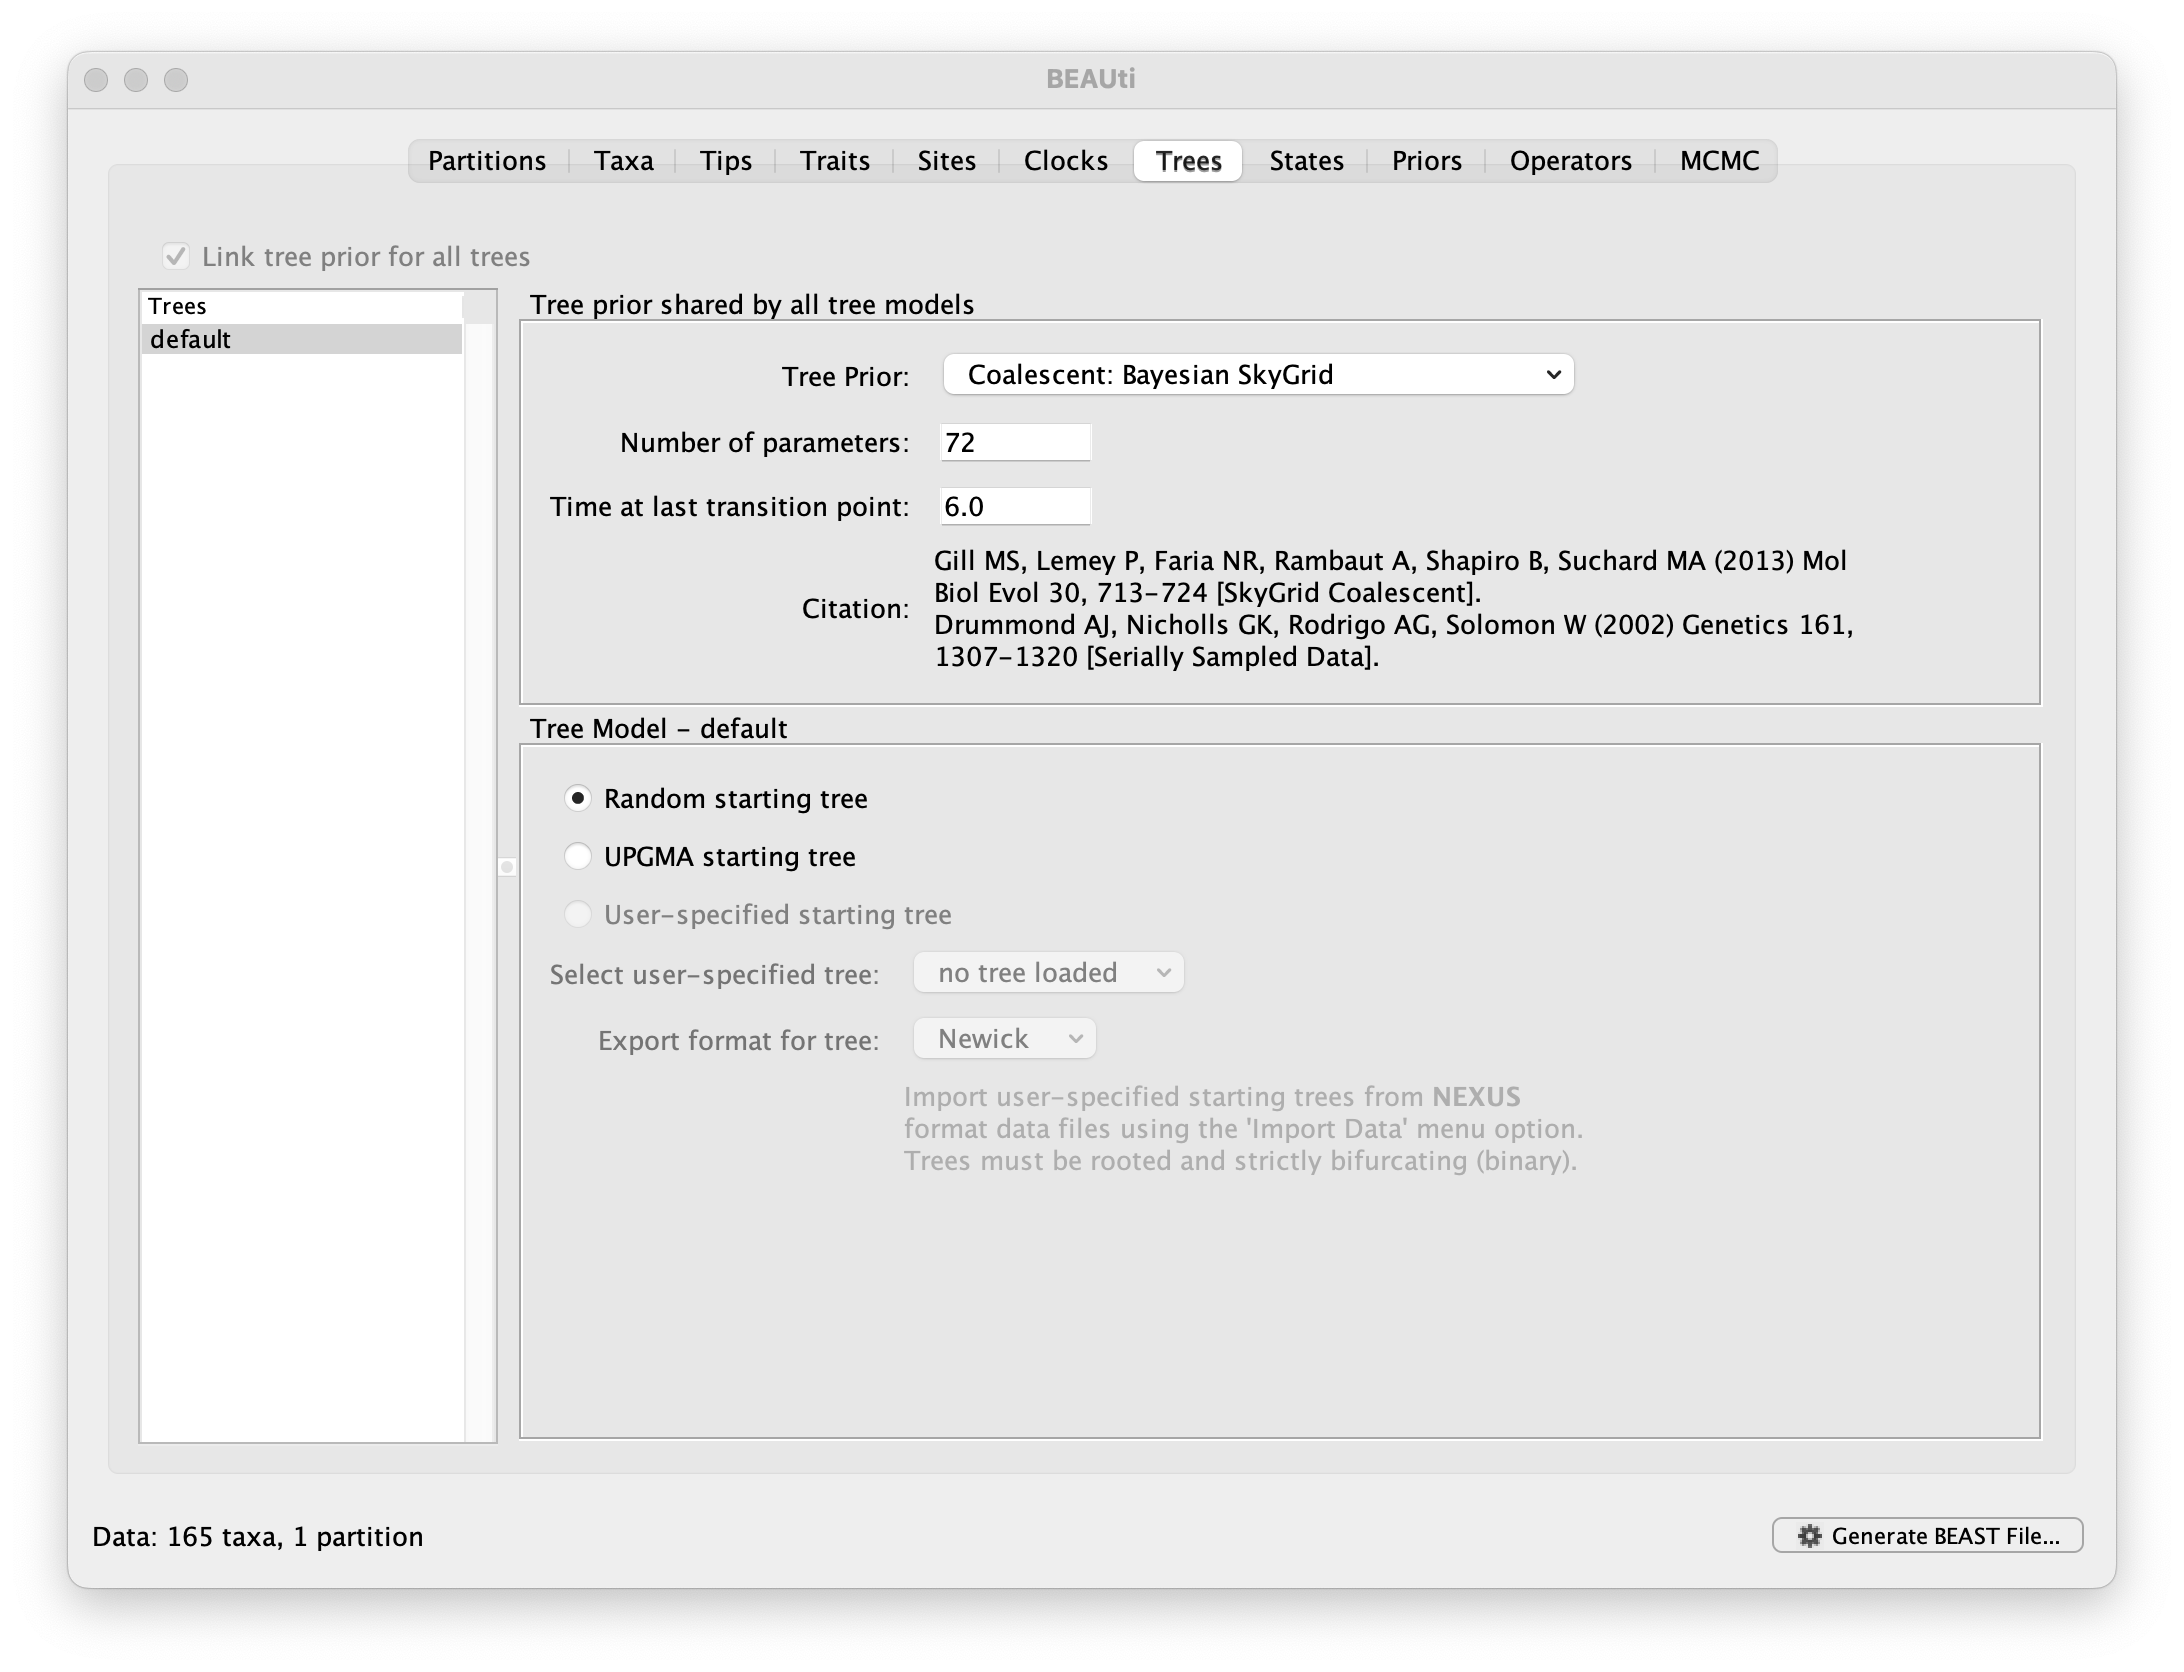 BEAUti
Partitions Taxa Tips Traits Sites Clocks Trees States Priors Operators MCMC
Link tree prior for all trees
Trees
default
Tree prior shared by all tree models
Tree Prior: Coalescent: Bayesian SkyGrid
Number of parameters: 72
Time at last transition point: 6.0
Citation:
Gill MS, Lemey P, Faria NR, Rambaut A, Shapiro B, Suchard MA (2013) Mol
Biol Evol 30, 713-724 [SkyGrid Coalescent].
Drummond AJ, Nicholls GK, Rodrigo AG, Solomon W (2002) Genetics 161,
1307-1320 [Serially Sampled Data].
Tree Model - default
Random starting tree
UPGMA starting tree
User-specified starting tree
Select user-specified tree: no tree loaded
Export format for tree: Newick
Import user-specified starting trees from NEXUS
format data files using the 'Import Data' menu option.
Trees must be rooted and strictly bifurcating (binary).
Data: 165 taxa, 1 partition
Generate BEAST File...